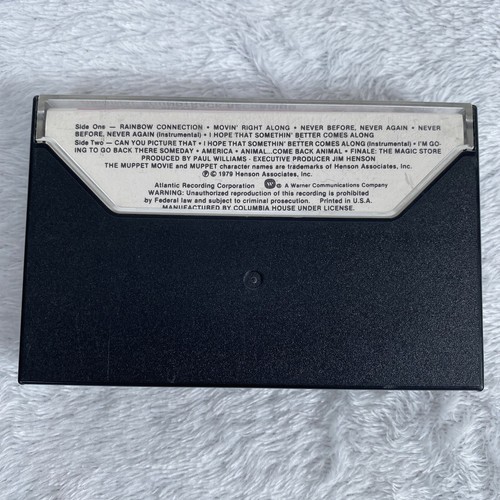 Side One — RAINBOW CONNECTION • MOVIN' RIGHT ALONG • NEVER BEFORE, NEVER AGAIN • NEVER
BEFORE, NEVER AGAIN (Instrumental) • I HOPE THAT SOMETHIN' BETTER COMES ALONG
Side Two — CAN YOU PICTURE THAT • I HOPE THAT SOMETHIN' BETTER COMES ALONG (Instrumental) • I'M GO-
ING TO GO BACK THERE SOMEDAY • AMERICA • ANIMAL...COME BACK ANIMAL • FINALE: THE MAGIC STORE
PRODUCED BY PAUL WILLIAMS • EXECUTIVE PRODUCER JIM HENSON
THE MUPPET MOVIE and MUPPET character names are trademarks of Henson Associates, Inc.
Ⓟ © 1979 Henson Associates, Inc.
Atlantic Recording Corporation W ® A Warner Communications Company
WARNING: Unauthorized reproduction of this recording is prohibited
by Federal law and subject to criminal prosecution. Printed in U.S.A.
MANUFACTURED BY COLUMBIA HOUSE UNDER LICENSE.